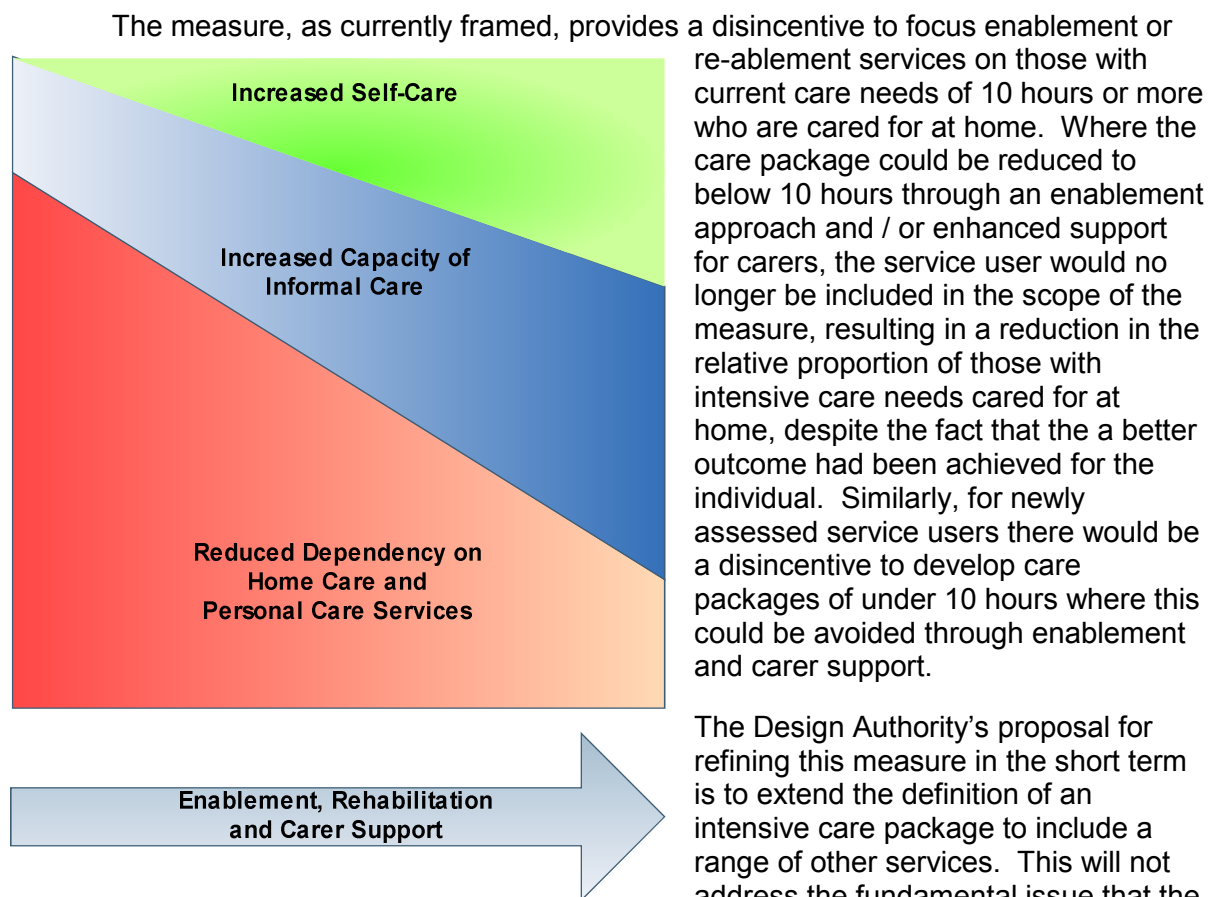 The measure, as currently framed, provides a disincentive to focus enablement or
re-ablement services on those with
current care needs of 10 hours or more
who are cared for at home. Where the
care package could be reduced to
below 10 hours through an enablement
approach and / or enhanced support
for carers, the service user would no
longer be included in the scope of the
measure, resulting in a reduction in the
relative proportion of those with
intensive care needs cared for at
home, despite the fact that the a better
outcome had been achieved for the
individual. Similarly, for newly
assessed service users there would be
a disincentive to develop care
packages of under 10 hours where this
could be avoided through enablement
and carer support.
The Design Authority's proposal for
refining this measure in the short term
is to extend the definition of an
intensive care package to include a
range of other services. This will not
address the fundamental issue that the
Increased Self-Care
Increased Capacity of
Informal Care
Reduced Dependency on
Home Care and
Personal Care Services
Enablement, Rehabilitation
and Carer Support